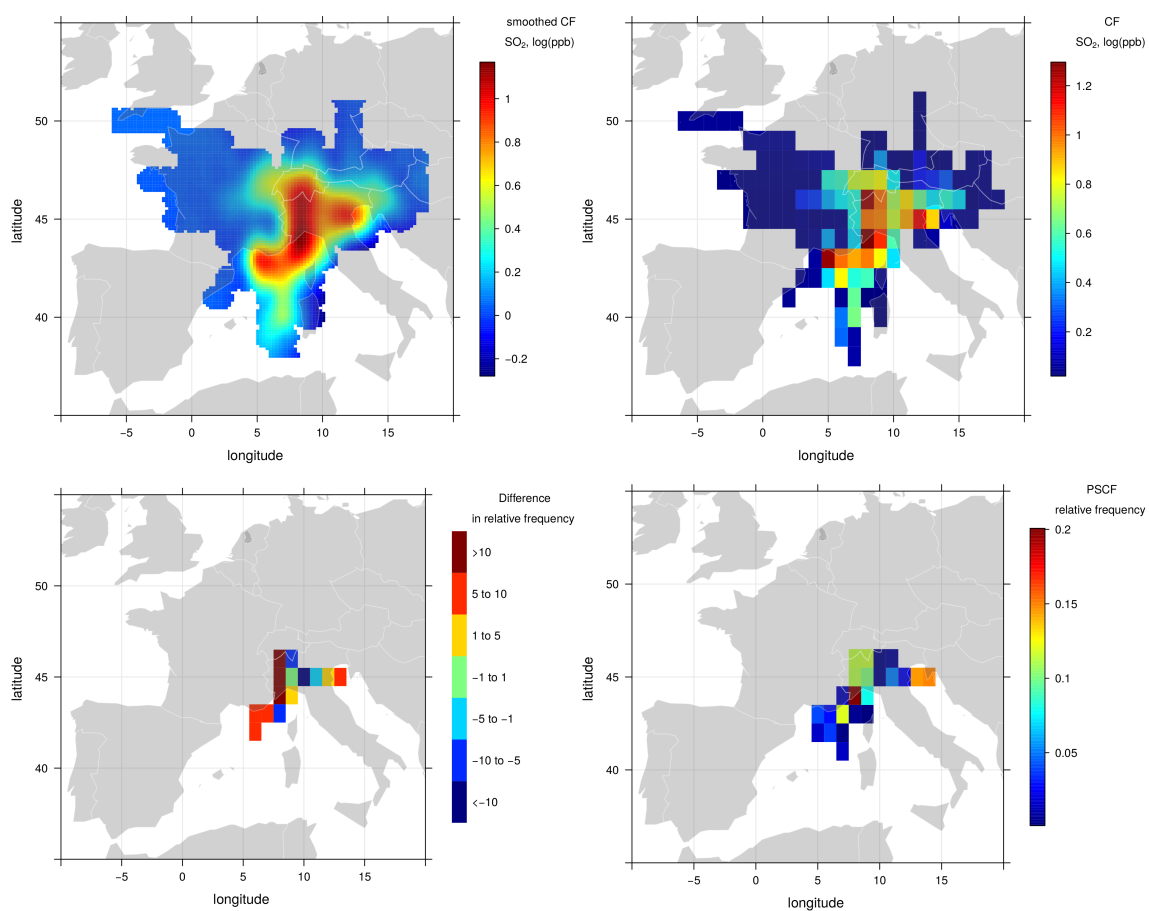 smoothed CF
SO₂, log(ppb)
1
0.8
0.6
0.4
0.2
0
−0.2
50
45
40
latitude
−5
0
5
10
15
longitude
CF
SO₂, log(ppb)
1.2
1
0.8
0.6
0.4
0.2
50
45
40
latitude
−5
0
5
10
15
longitude
Difference
in relative frequency
>10
5 to 10
1 to 5
−1 to 1
−5 to −1
−10 to −5
<−10
50
45
40
latitude
−5
0
5
10
15
longitude
PSCF
relative frequency
0.2
0.15
0.1
0.05
50
45
40
latitude
−5
0
5
10
15
longitude